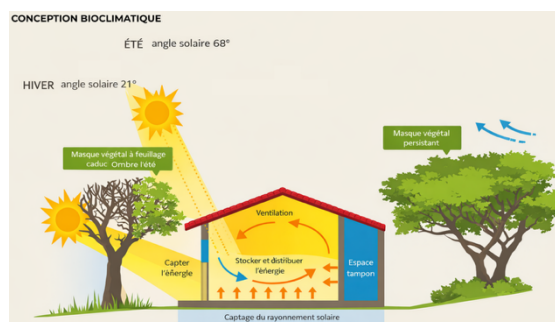 CONCEPTION BIOCLIMATIQUE
ÉTÉ angle solaire 68°
HIVER angle solaire 21°
Masque végétal à feuillage
caduc Ombre l'été
Masque végétal
persistant
Ventilation
Capter
l'énergie
Stocker et distribuer
l'énergie
Espace
tampon
Captage du rayonnement solaire